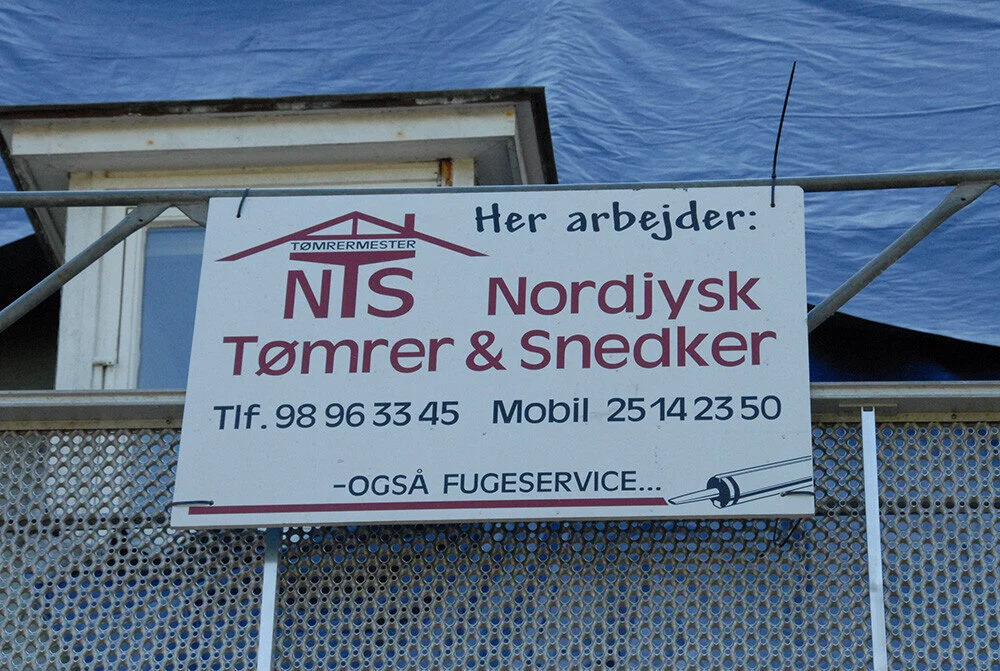 Her arbejder:
TØMRERMESTER
NTS
Nordjysk
Tømrer & Snedker
Tlf. 98 96 33 45 Mobil 25 14 23 50
-OGSÅ FUGESERVICE...